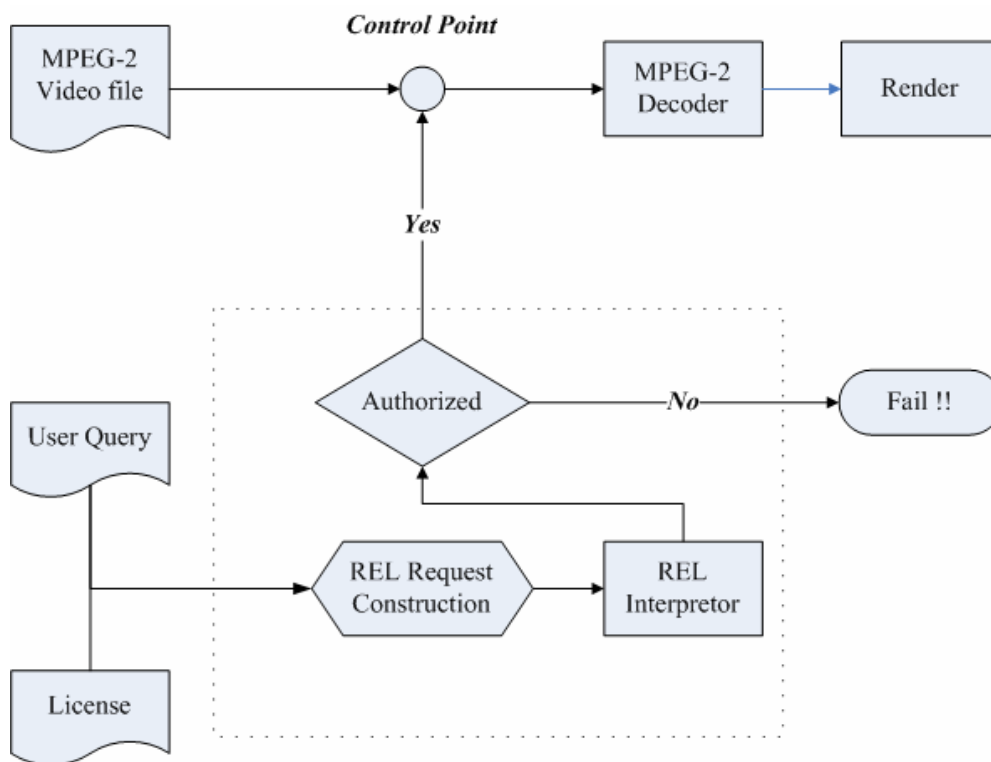 Control Point
MPEG-2
Video file
MPEG-2
Decoder
Render
Yes
Authorized
No
Fail !!
User Query
REL Request
Construction
REL
Interpretor
License